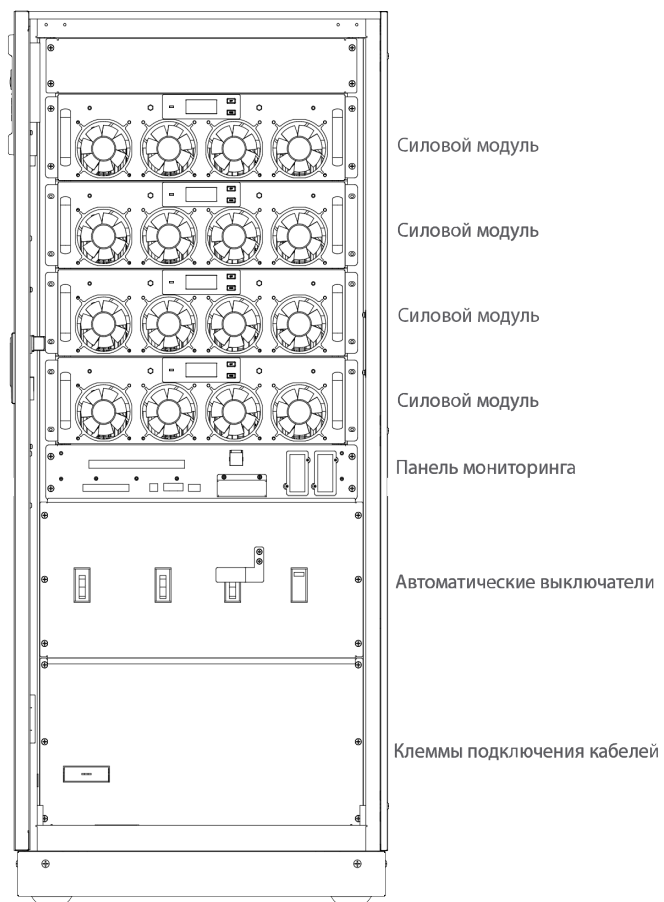 Силовой модуль
Силовой модуль
Силовой модуль
Силовой модуль
Панель мониторинга
Автоматические выключатели
Клеммы подключения кабелей